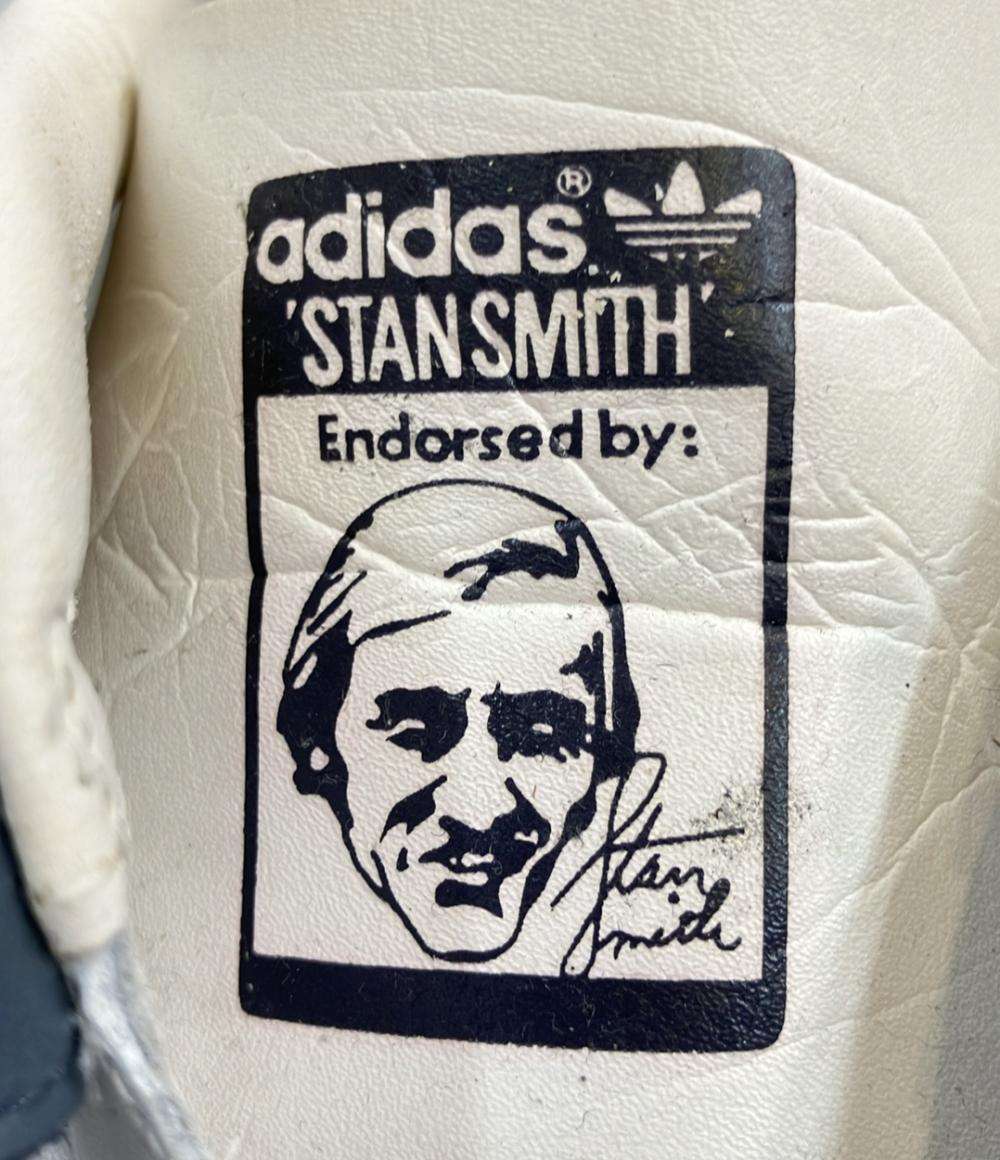 adidas®
'STAN SMITH'
Endorsed by:
Stan
Smith